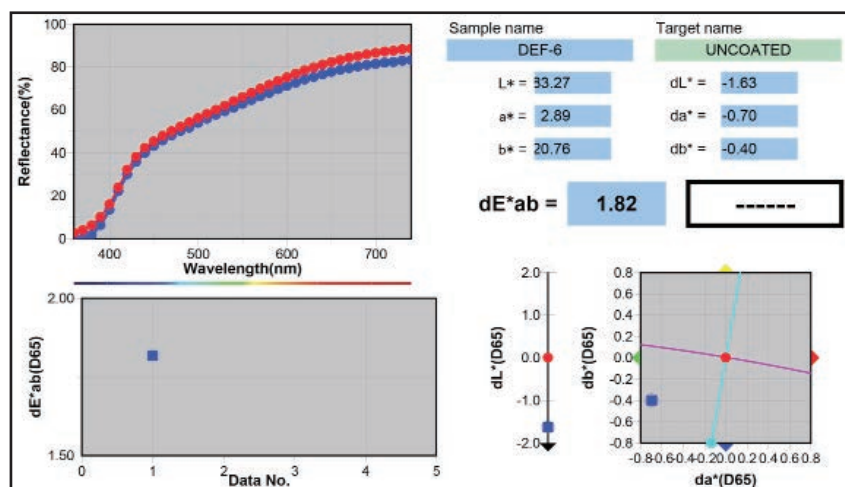 Sample name
Target name
DEF-6
UNCOATED
L* = 83.27
dL* = -1.63
a* = 2.89
da* = -0.70
b* = 20.76
db* = -0.40
dE*ab = 1.82
------
100
80
60
40
20
0
Reflectance(%)
400 500 600 700
Wavelength(nm)
2.00
1.50
dE*ab(D65)
0 1 2 3 4 5
Data No.
2.0
1.0
0.0
-1.0
-2.0
dL*(D65)
0.8
0.6
0.4
0.2
0.0
-0.2
-0.4
-0.6
-0.8
db*(D65)
-0.8 -0.6 -0.4 -0.2 0.0 0.2 0.4 0.6 0.8
da*(D65)